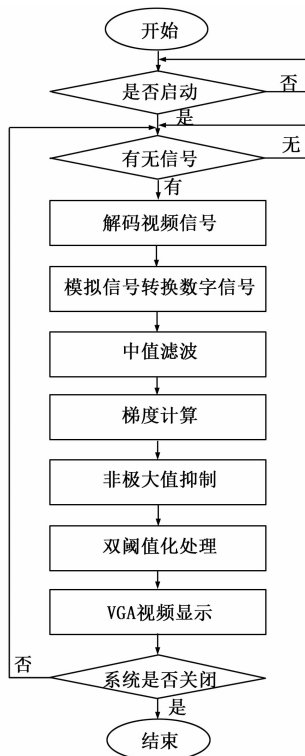 开始
是否启动
否
是
有无信号
无
有
解码视频信号
模拟信号转换数字信号
中值滤波
梯度计算
非极大值抑制
双阈值化处理
VGA视频显示
否
系统是否关闭
是
结束